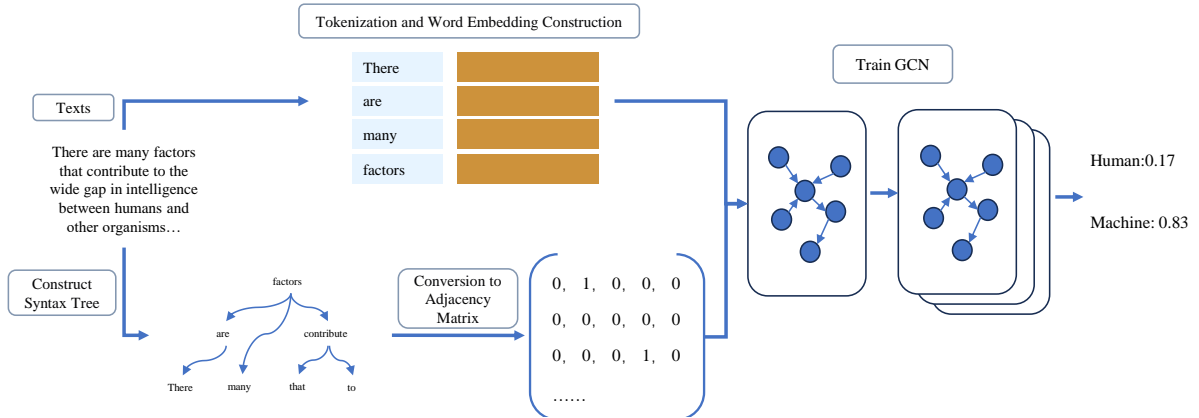 Tokenization and Word Embedding Construction
There
are
many
factors
Texts
There are many factors
that contribute to the
wide gap in intelligence
between humans and
other organisms…
Construct
Syntax Tree
factors
are
contribute
There
many
that
to
Conversion to
Adjacency
Matrix
0, 1, 0, 0, 0
0, 0, 0, 0, 0
0, 0, 0, 1, 0
……
Train GCN
Human:0.17
Machine: 0.83